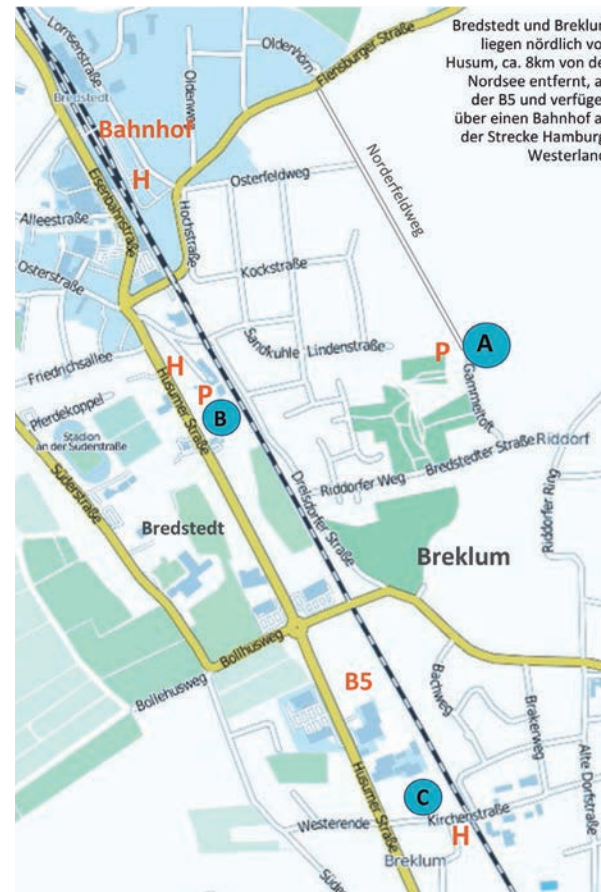 Bredstedt und Breklum
liegen nördlich vo
Husum, ca. 8km von de
Nordsee entfernt, a
der B5 und verfüge
über einen Bahnhof a
der Strecke Hamburg
Westerland
Lornsenstraße
Bredstedt
Bahnhof
H
Oldenhörn
Flensburger Straße
Oldenweg
Osterfeldweg
Norderfeldweg
Eisenbahnstraße
Hochstraße
Alleestraße
Osterstraße
Kockstraße
Sandkuhle
Lindenstraße
P
A
Gammeltoft
Friedrichsallee
H
P
B
Husumer Straße
Pferdekoppel
Stadion
an der Süderstraße
Süderstraße
Bredstedter Straße
Riddorf
Riddorfer Weg
Dreisdorfer Straße
Riddorfer Ring
Bredstedt
Breklum
Bollhusweg
Bollehusweg
B5
Bachweg
Brakerweg
Alte Dorfstraße
Husumer Straße
C
Westerende
Kirchenstraße
H
Breklum